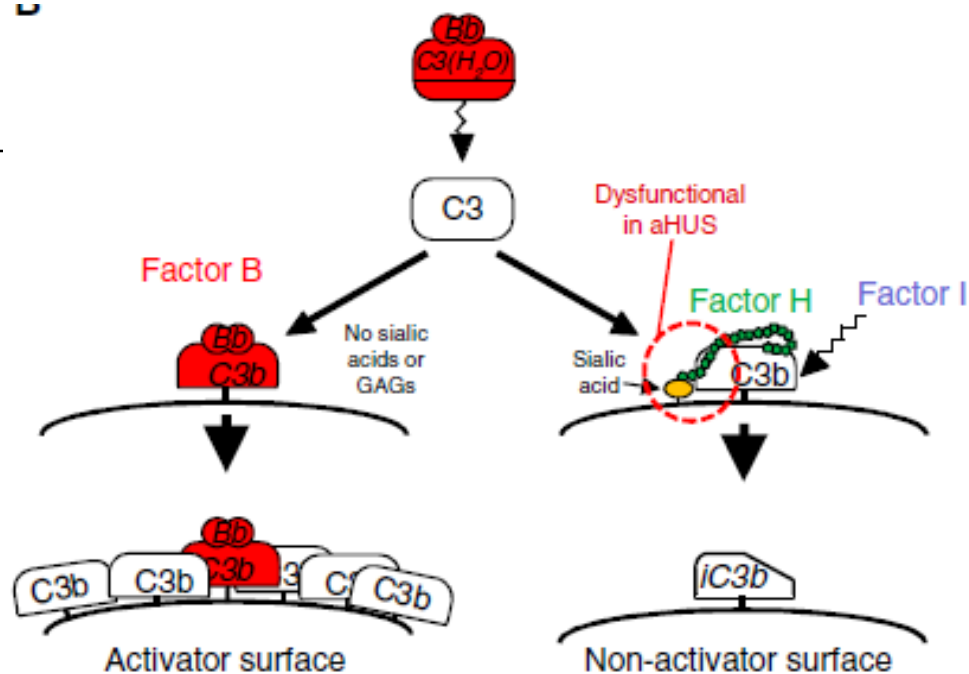 B
Bb
C3(H2O)
C3
Dysfunctional
in aHUS
Factor B
Factor H
Factor I
No sialic
acids or
GAGs
Sialic
acid
Bb
C3b
C3b
Bb
C3b
C3b
C3b
C3b
iC3b
Activator surface
Non-activator surface